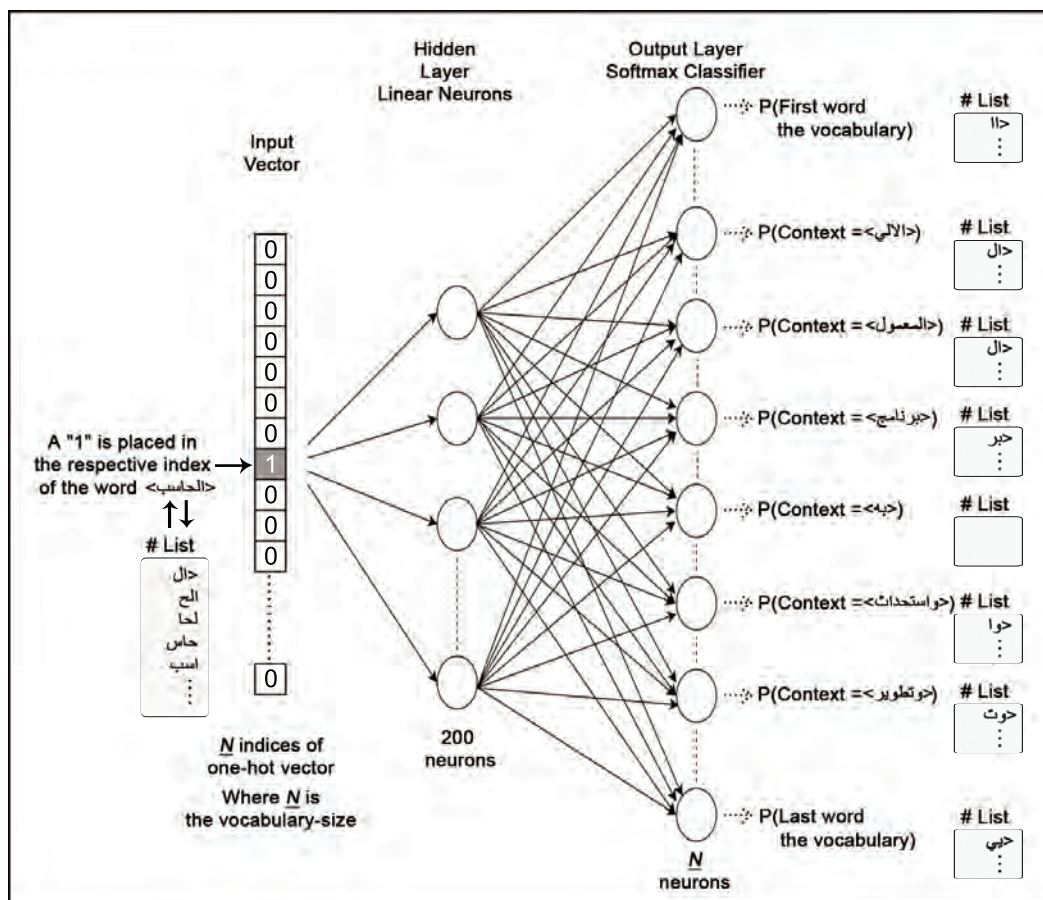 Hidden
Layer
Linear Neurons
Output Layer
Softmax Classifier
Input
Vector
0
0
0
0
0
0
0
1
0
0
0
0
A "1" is placed in
the respective index
of the word <الحاسب>
# List
<ال
الح
لحا
حاس
اسب
⋮
N indices of
one-hot vector
Where N is
the vocabulary-size
200
neurons
P(First word
the vocabulary)
# List
<اا
⋮
P(Context =<الالي>)
# List
<ال
⋮
P(Context =<المعمول>)
# List
<ال
⋮
P(Context =<برنامج>)
# List
<بر
⋮
P(Context =<به>)
# List
P(Context =<واستحداث>)
# List
<وا
⋮
P(Context =<وتطوير>)
# List
<وت
⋮
P(Last word
the vocabulary)
# List
<يي
⋮
N
neurons